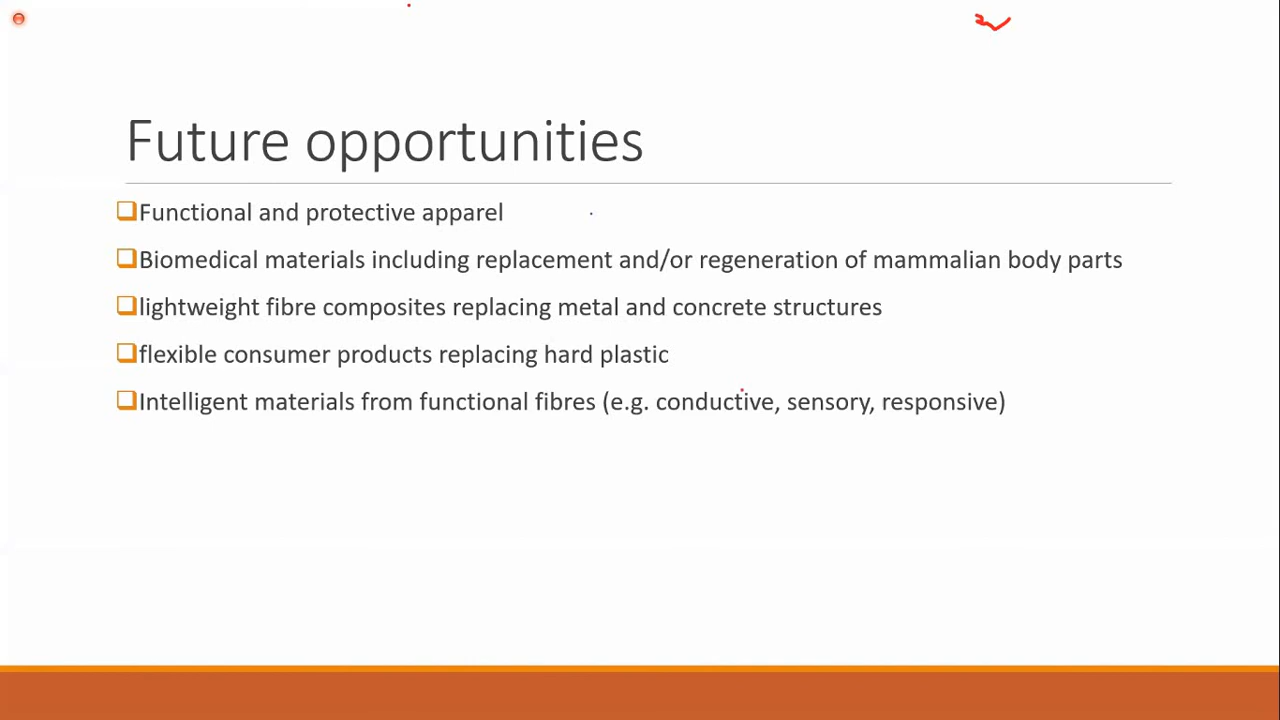 Future opportunities
Functional and protective apparel
Biomedical materials including replacement and/or regeneration of mammalian body parts
lightweight fibre composites replacing metal and concrete structures
flexible consumer products replacing hard plastic
Intelligent materials from functional fibres (e.g. conductive, sensory, responsive)